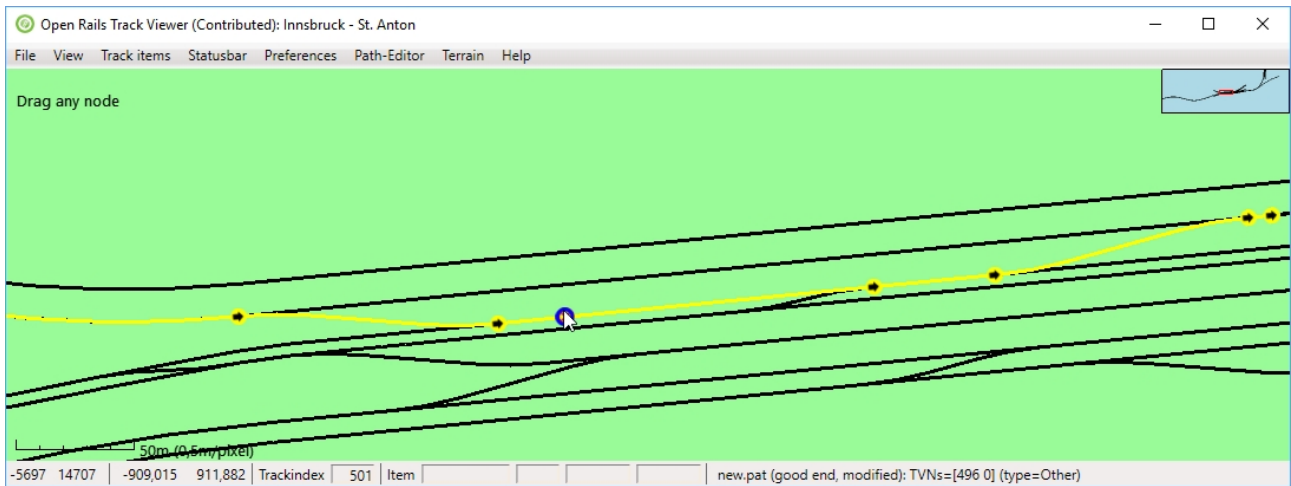 Open Rails Track Viewer (Contributed): Innsbruck - St. Anton
File View Track items Statusbar Preferences Path-Editor Terrain Help
Drag any node
50m (0,5m/pixel)
-5697 14707 -909,015 911,882 Trackindex 501 Item new.pat (good end, modified): TVNs=[496 0] (type=Other)